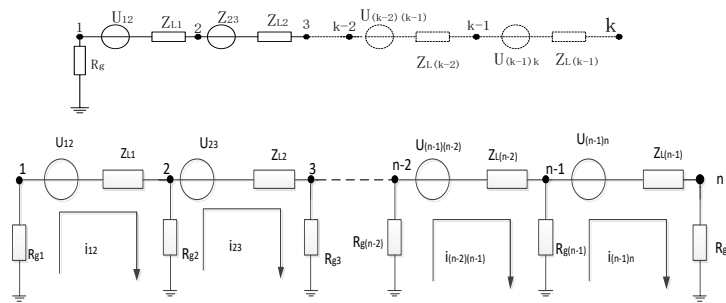 1 U12 ZL1 2 Z23 ZL2 3 k-2 U(k-2)(k-1) ZL(k-2) k-1 U(k-1)k ZL(k-1) k
Rg
U12 U23 U(n-1)(n-2) U(n-1)n
1 ZL1 2 ZL2 3 n-2 ZL(n-2) n-1 ZL(n-1) n
Rg1 i12 Rg2 i23 Rg3 Rg(n-2) i(n-2)(n-1) Rg(n-1) i(n-1)n Rg